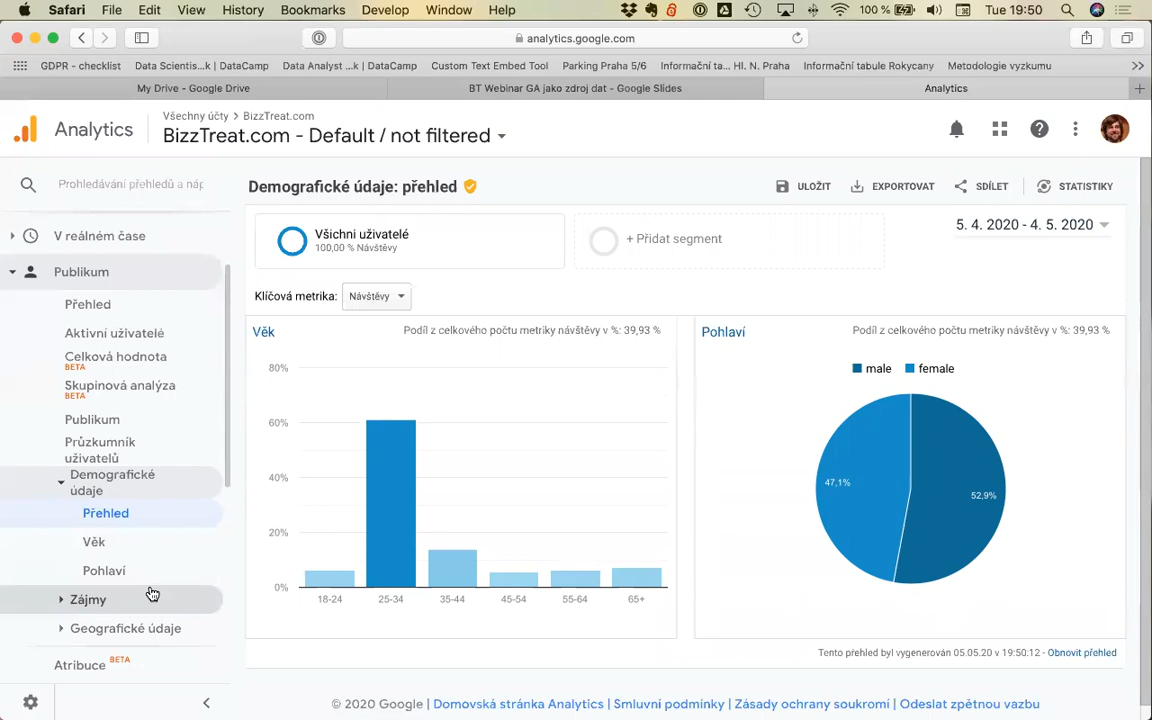 Safari File Edit View History Bookmarks Develop Window Help 100 % Tue 19:50
analytics.google.com
GDPR - checklist Data Scientis...k | DataCamp Data Analyst ...k | DataCamp Custom Text Embed Tool Parking Praha 5/6 Informační ta... Hl. N. Praha Informační tabule Rokycany Metodologie vyzkumu
My Drive - Google Drive BT Webinar GA jako zdroj dat - Google Slides Analytics
Analytics
Všechny účty > BizzTreat.com
BizzTreat.com - Default / not filtered
Prohledávání přehledů a náp
V reálném čase
Publikum
Přehled
Aktivní uživatelé
Celková hodnota
BETA
Skupinová analýza
BETA
Publikum
Průzkumník
uživatelů
Demografické
údaje
Přehled
Věk
Pohlaví
Zájmy
Geografické údaje
Atribuce BETA
Demografické údaje: přehled
ULOŽIT EXPORTOVAT SDÍLET STATISTIKY
Všichni uživatelé
100,00 % Návštěvy
+ Přidat segment
5. 4. 2020 - 4. 5. 2020
Klíčová metrika: Návštěvy
Věk Podíl z celkového počtu metriky návštěvy v %: 39,93 %
80%
60%
40%
20%
0%
18-24 25-34 35-44 45-54 55-64 65+
Pohlaví Podíl z celkového počtu metriky návštěvy v %: 39,93 %
male female
47,1%
52,9%
Tento přehled byl vygenerován 05.05.20 v 19:50:12 - Obnovit přehled
© 2020 Google | Domovská stránka Analytics | Smluvní podmínky | Zásady ochrany soukromí | Odeslat zpětnou vazbu